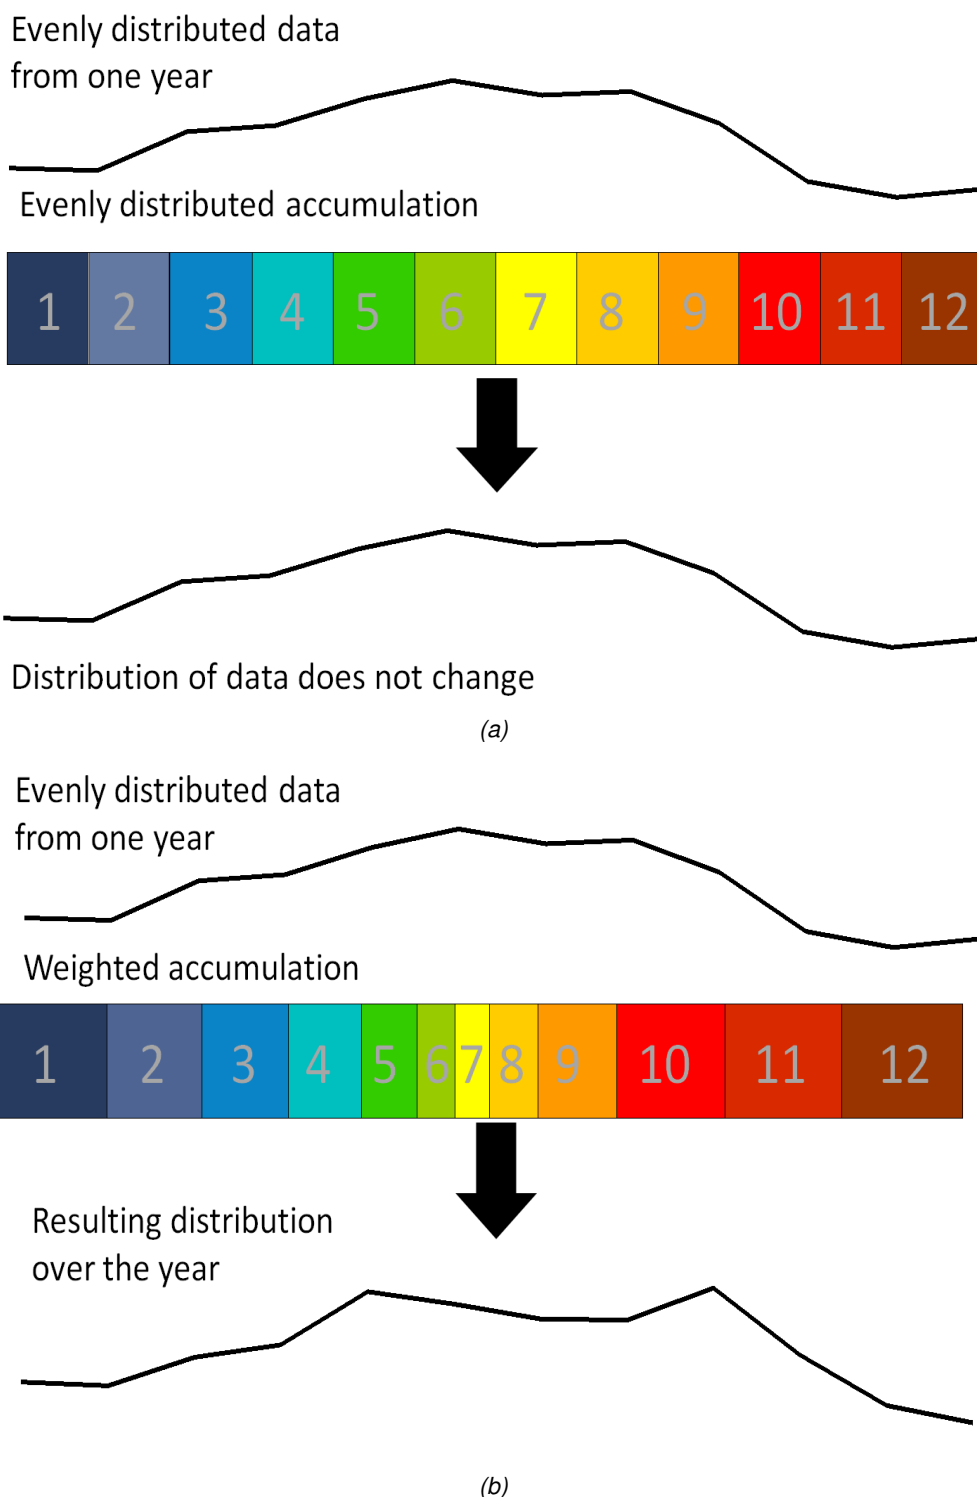 Evenly distributed data
from one year
Evenly distributed accumulation
1 2 3 4 5 6 7 8 9 10 11 12
Distribution of data does not change
(a)
Evenly distributed data
from one year
Weighted accumulation
1 2 3 4 5 6 7 8 9 10 11 12
Resulting distribution
over the year
(b)